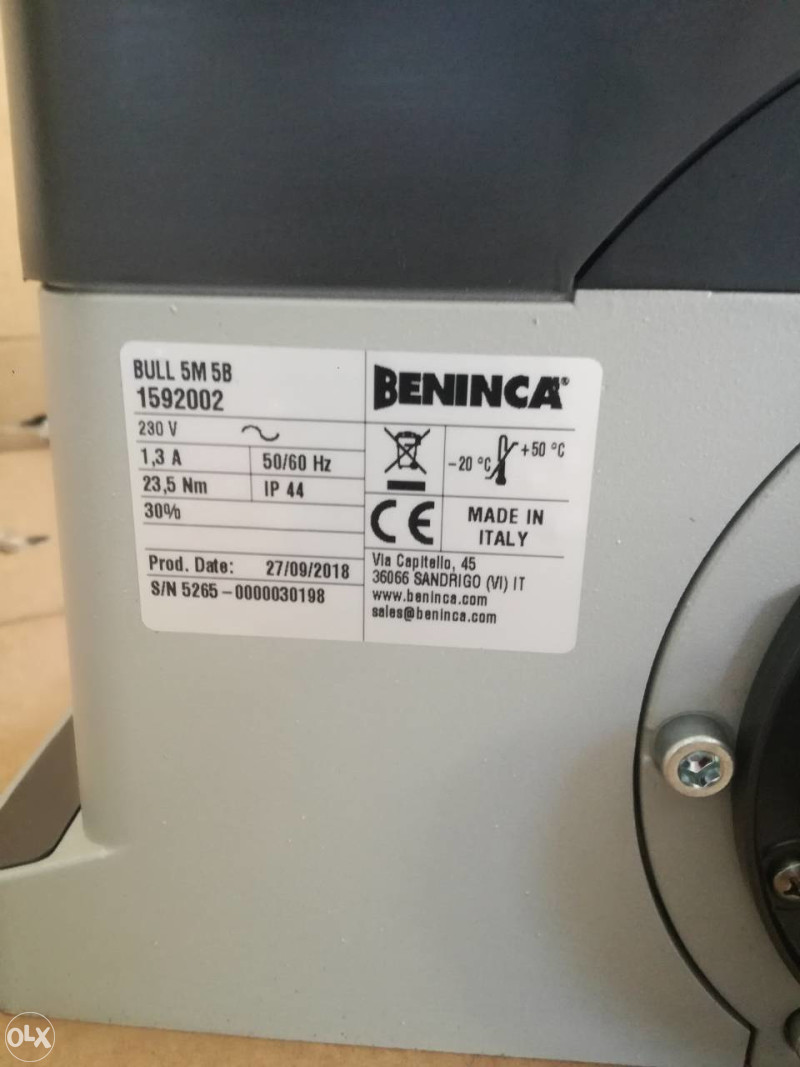 BULL 5M 5B
1592002
230 V
1,3 A
50/60 Hz
23,5 Nm
IP 44
30%
Prod. Date: 27/09/2018
S/N 5265-0000030198
BENINCA®
-20 °C +50 °C
CE
MADE IN
ITALY
Via Capitello, 45
36066 SANDRIGO (VI) IT
www.beninca.com
sales@beninca.com
OLX